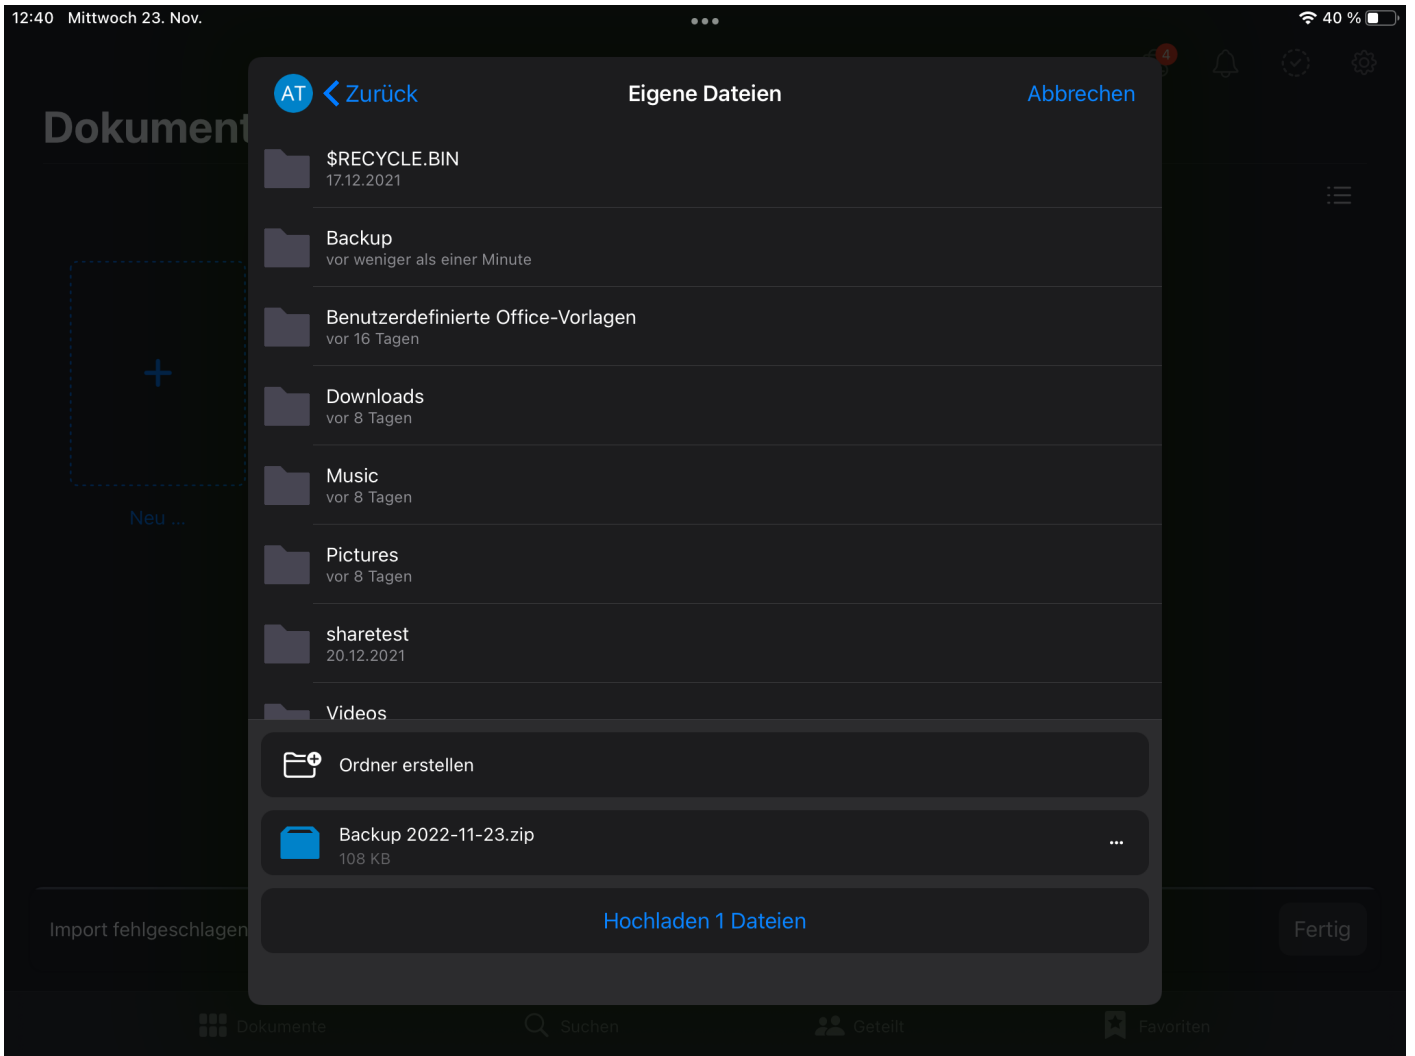 12:40 Mittwoch 23. Nov.
40 %
4
Dokument
AT Zurück
Eigene Dateien
Abbrechen
$RECYCLE.BIN
17.12.2021
Backup
vor weniger als einer Minute
Benutzerdefinierte Office-Vorlagen
vor 16 Tagen
Downloads
vor 8 Tagen
Music
vor 8 Tagen
Pictures
vor 8 Tagen
sharetest
20.12.2021
Videos
Neu ...
Ordner erstellen
Backup 2022-11-23.zip
108 KB
Hochladen 1 Dateien
Import fehlgeschlagen
Fertig
Dokumente
Suchen
Geteilt
Favoriten